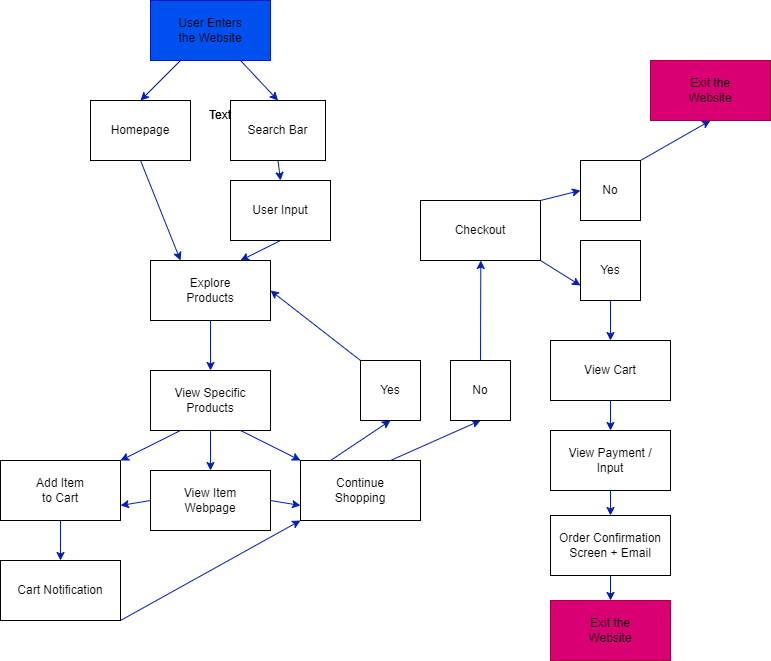 User Enters
the Website
Exit the
Website
Homepage
Text
Search Bar
No
User Input
Checkout
Yes
Explore
Products
View Cart
View Specific
Products
Yes
No
View Payment /
Input
Add Item
to Cart
View Item
Webpage
Continue
Shopping
Order Confirmation
Screen + Email
Cart Notification
Exit the
Website